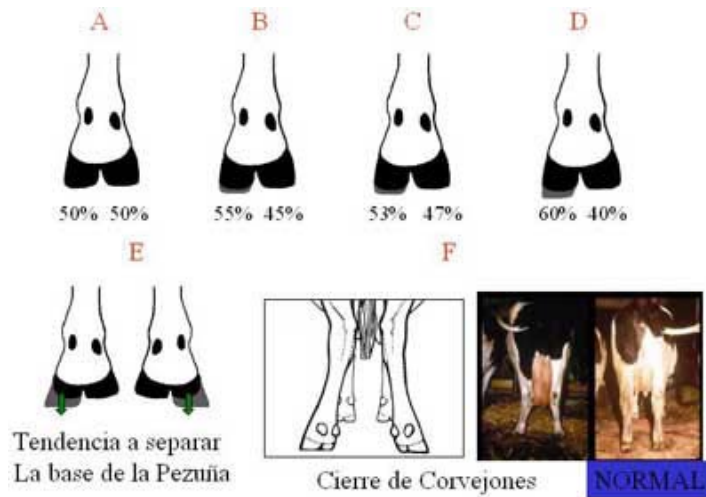 A B C D
50% 50% 55% 45% 53% 47% 60% 40%
E F
Tendencia a separar
La base de la Pezuña
Cierre de Corvejones NORMAL